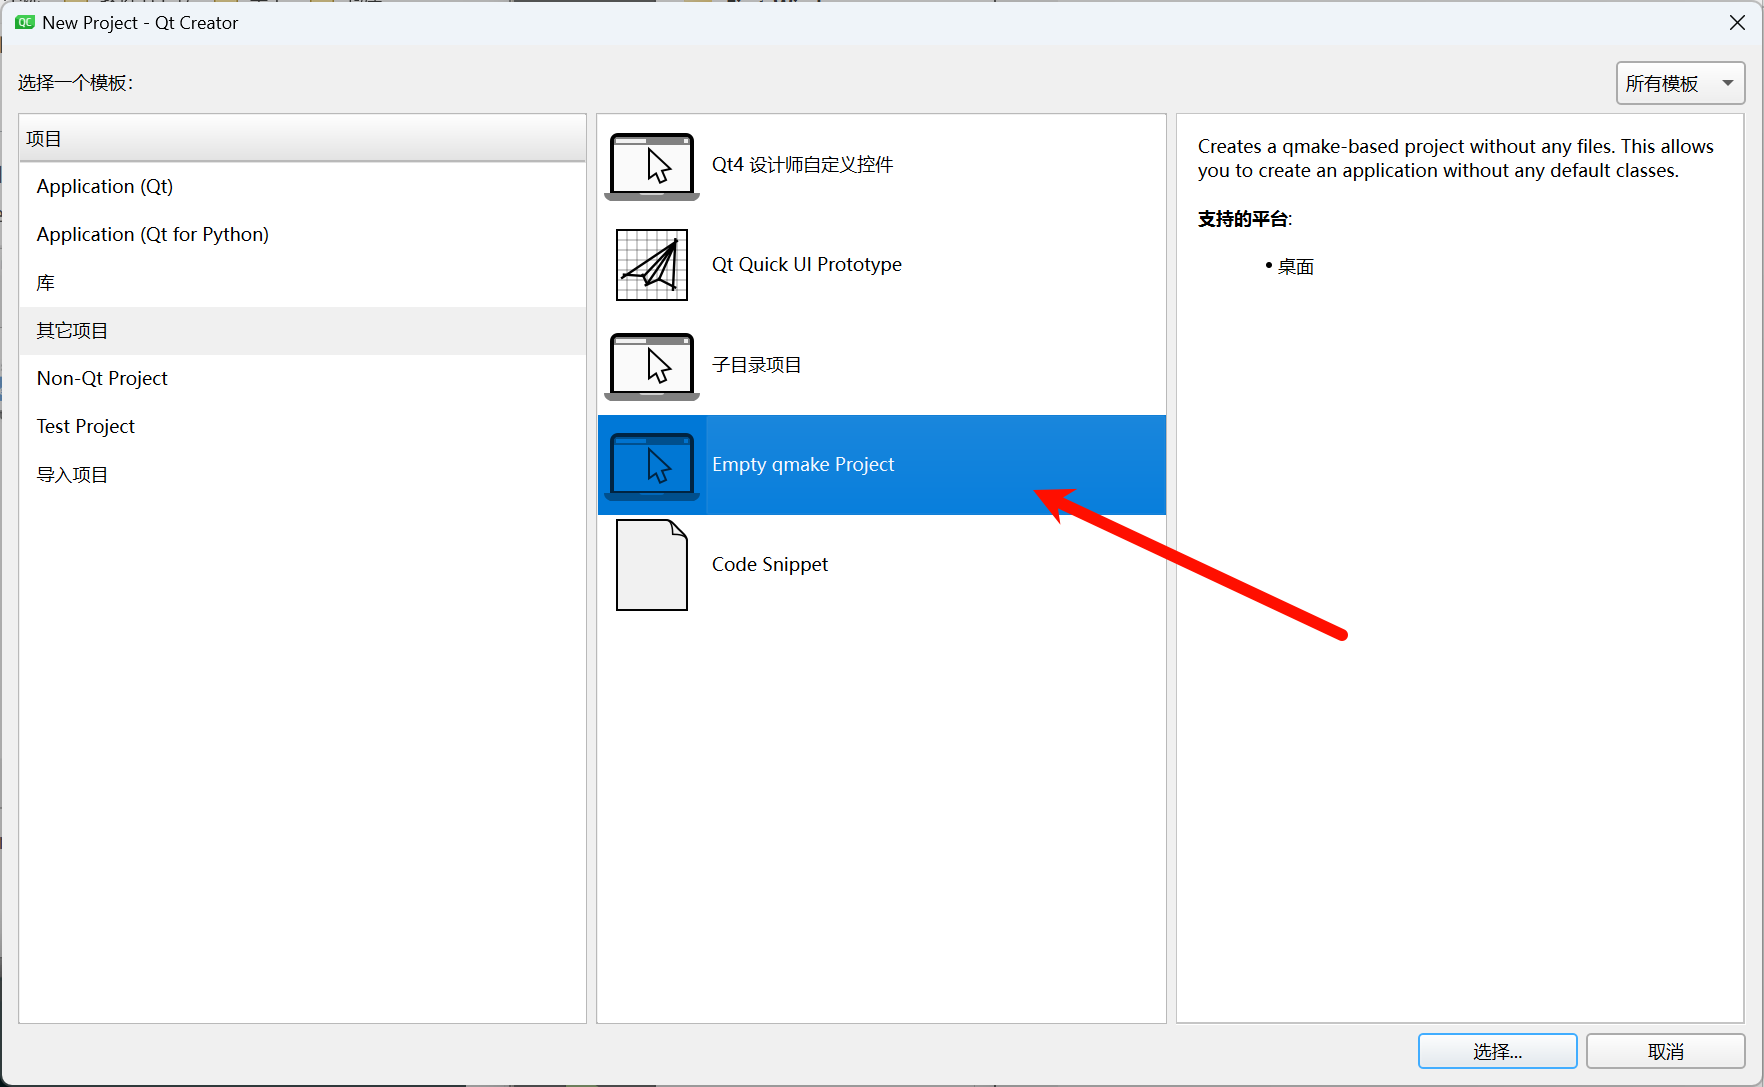 QC New Project - Qt Creator
选择一个模板:
所有模板
项目
Application (Qt)
Application (Qt for Python)
库
其它项目
Non-Qt Project
Test Project
导入项目
Qt4 设计师自定义控件
Qt Quick UI Prototype
子目录项目
Empty qmake Project
Code Snippet
Creates a qmake-based project without any files. This allows
you to create an application without any default classes.
支持的平台:
• 桌面
选择...
取消